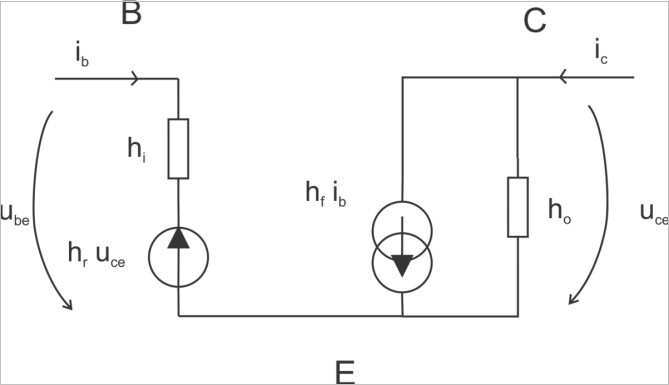 B
C
i_b
i_c
h_i
h_f i_b
u_be
h_o
u_ce
h_r u_ce
E